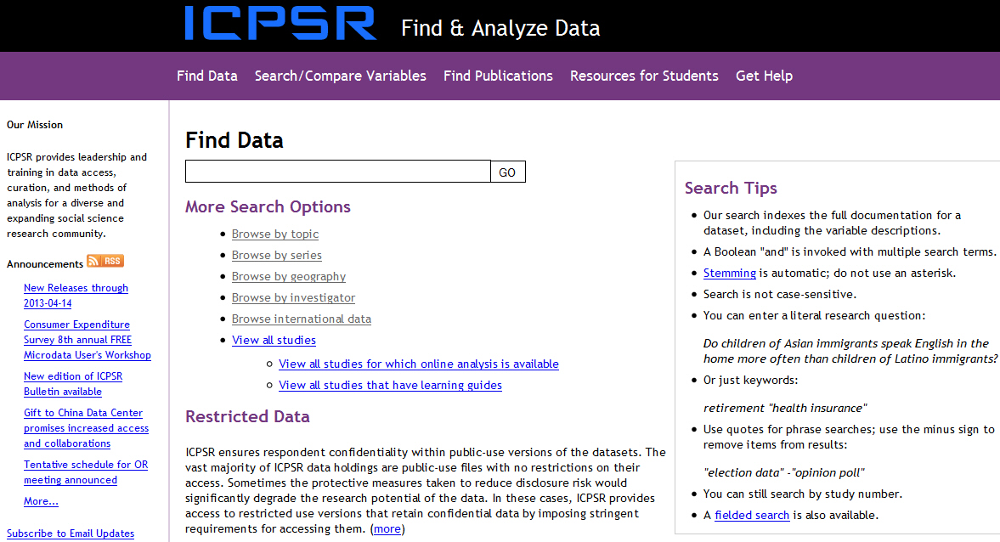 ICPSR Find & Analyze Data
Find Data Search/Compare Variables Find Publications Resources for Students Get Help
Our Mission
ICPSR provides leadership and
training in data access,
curation, and methods of
analysis for a diverse and
expanding social science
research community.
Announcements RSS
New Releases through
2013-04-14
Consumer Expenditure
Survey 8th annual FREE
Microdata User's Workshop
New edition of ICPSR
Bulletin available
Gift to China Data Center
promises increased access
and collaborations
Tentative schedule for OR
meeting announced
More...
Subscribe to Email Updates
Find Data
GO
More Search Options
• Browse by topic
• Browse by series
• Browse by geography
• Browse by investigator
• Browse international data
• View all studies
○ View all studies for which online analysis is available
○ View all studies that have learning guides
Restricted Data
ICPSR ensures respondent confidentiality within public-use versions of the datasets. The
vast majority of ICPSR data holdings are public-use files with no restrictions on their
access. Sometimes the protective measures taken to reduce disclosure risk would
significantly degrade the research potential of the data. In these cases, ICPSR provides
access to restricted use versions that retain confidential data by imposing stringent
requirements for accessing them. (more)
Search Tips
• Our search indexes the full documentation for a
dataset, including the variable descriptions.
• A Boolean "and" is invoked with multiple search terms.
• Stemming is automatic; do not use an asterisk.
• Search is not case-sensitive.
• You can enter a literal research question:
Do children of Asian immigrants speak English in the
home more often than children of Latino immigrants?
• Or just keywords:
retirement "health insurance"
• Use quotes for phrase searches; use the minus sign to
remove items from results:
"election data" -"opinion poll"
• You can still search by study number.
• A fielded search is also available.